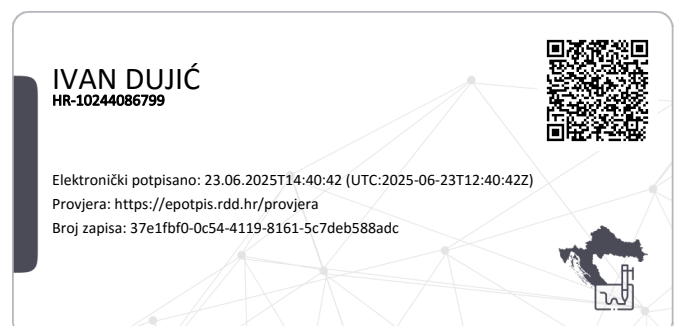 IVAN DUJIĆ
HR-10244086799
Elektronički potpisano: 23.06.2025T14:40:42 (UTC:2025-06-23T12:40:42Z)
Provjera: https://epotpis.rdd.hr/provjera
Broj zapisa: 37e1fbf0-0c54-4119-8161-5c7deb588adc